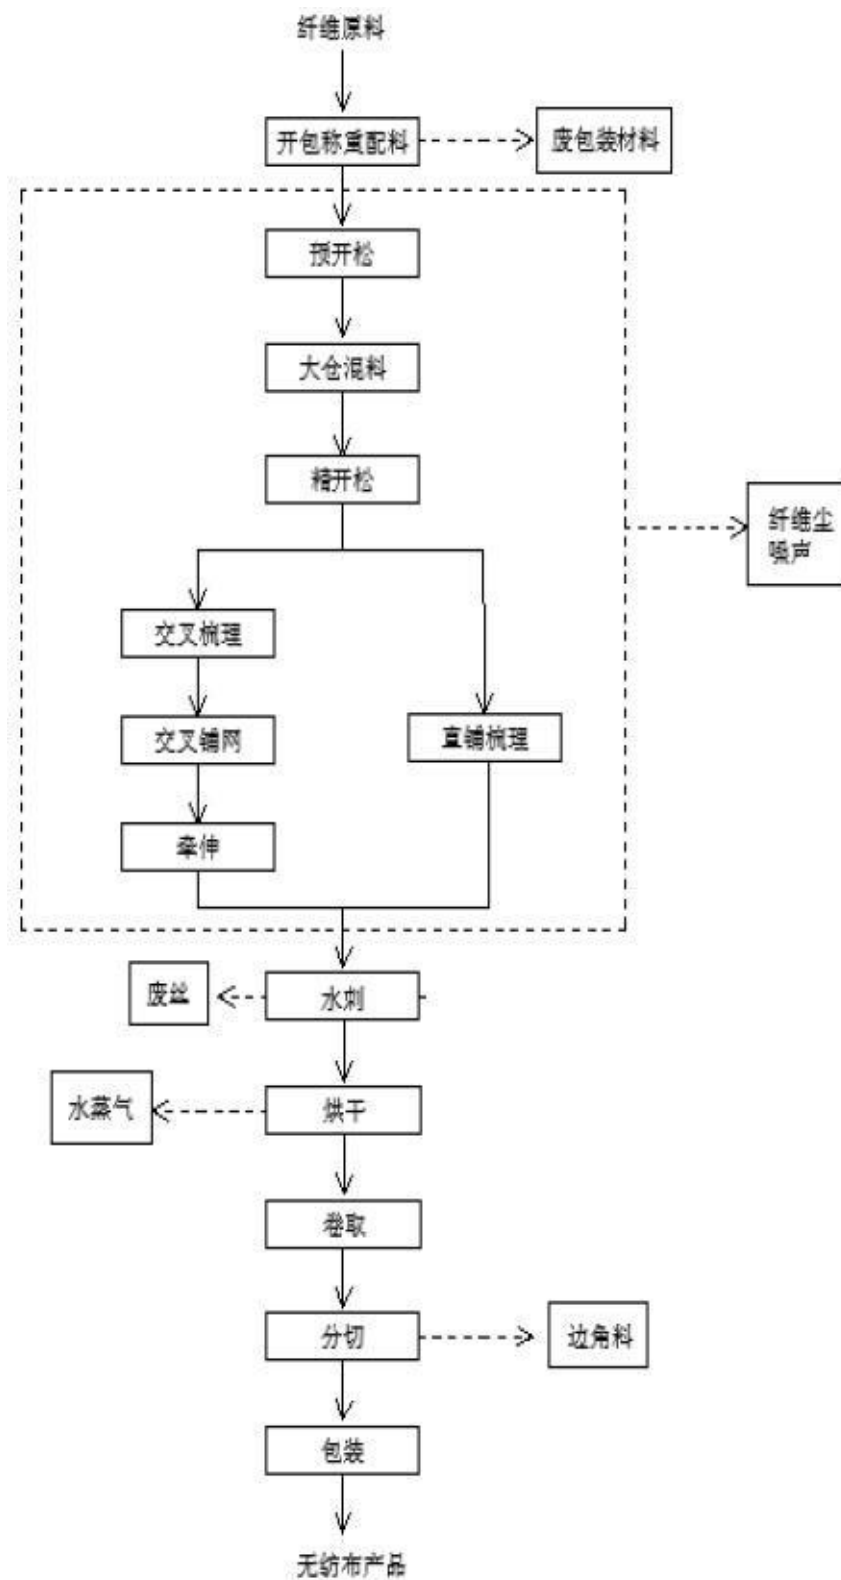 纤维原料
开包称重配料
废包装材料
预开松
大仓混料
精开松
纤维尘
噪声
交叉梳理
交叉铺网
直铺梳理
牵伸
废丝
水刺
水蒸气
烘干
卷取
分切
边角料
包装
无纺布产品